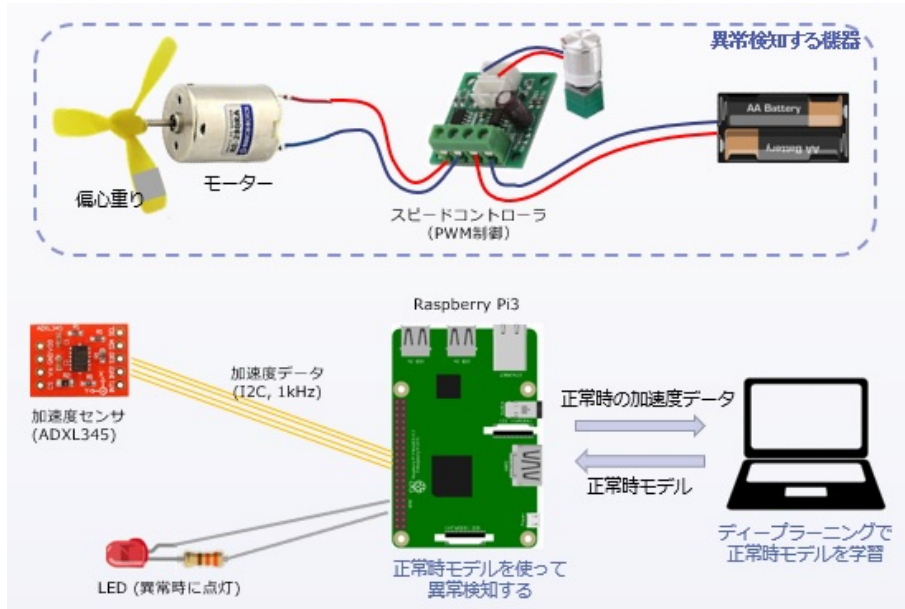 異常検知する機器
AA Battery
AA Battery
モーター
偏心重り
スピードコントローラ
(PWM制御)
Raspberry Pi3
ADXL345
加速度データ
(I2C, 1kHz)
加速度センサ
(ADXL345)
正常時の加速度データ
正常時モデル
ディープラーニングで
正常時モデルを学習
LED (異常時に点灯)
正常時モデルを使って
異常検知する